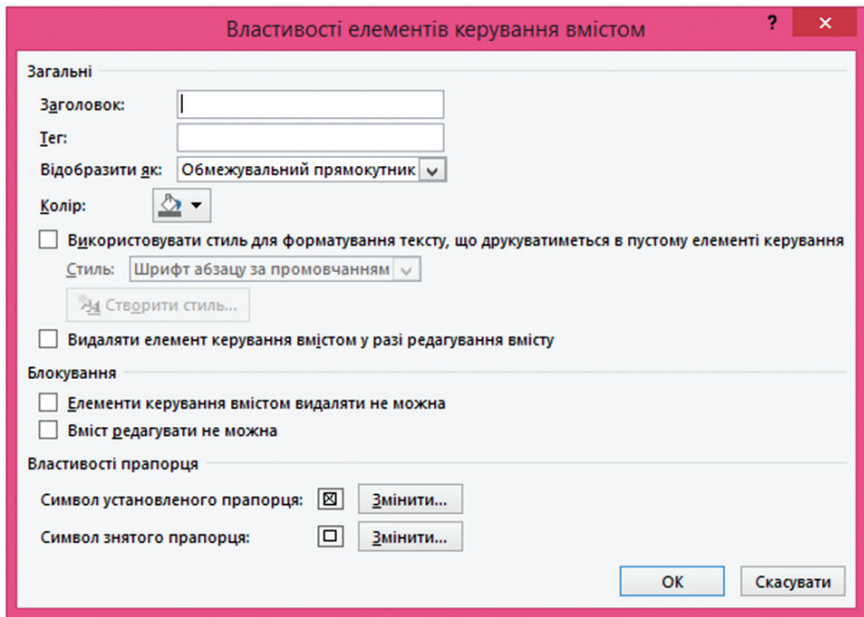 Властивості елементів керування вмістом ? ×
Загальні
Заголовок:
Тег:
Відобразити як: Обмежувальний прямокутник
Колір:
Використовувати стиль для форматування тексту, що друкуватиметься в пустому елементі керування
Стиль: Шрифт абзацу за промовчанням
Створити стиль...
Видаляти елемент керування вмістом у разі редагування вмісту
Блокування
Елементи керування вмістом видаляти не можна
Вміст редагувати не можна
Властивості прапорця
Символ установленого прапорця: ☒ Змінити...
Символ знятого прапорця: ☐ Змінити...
ОК Скасувати